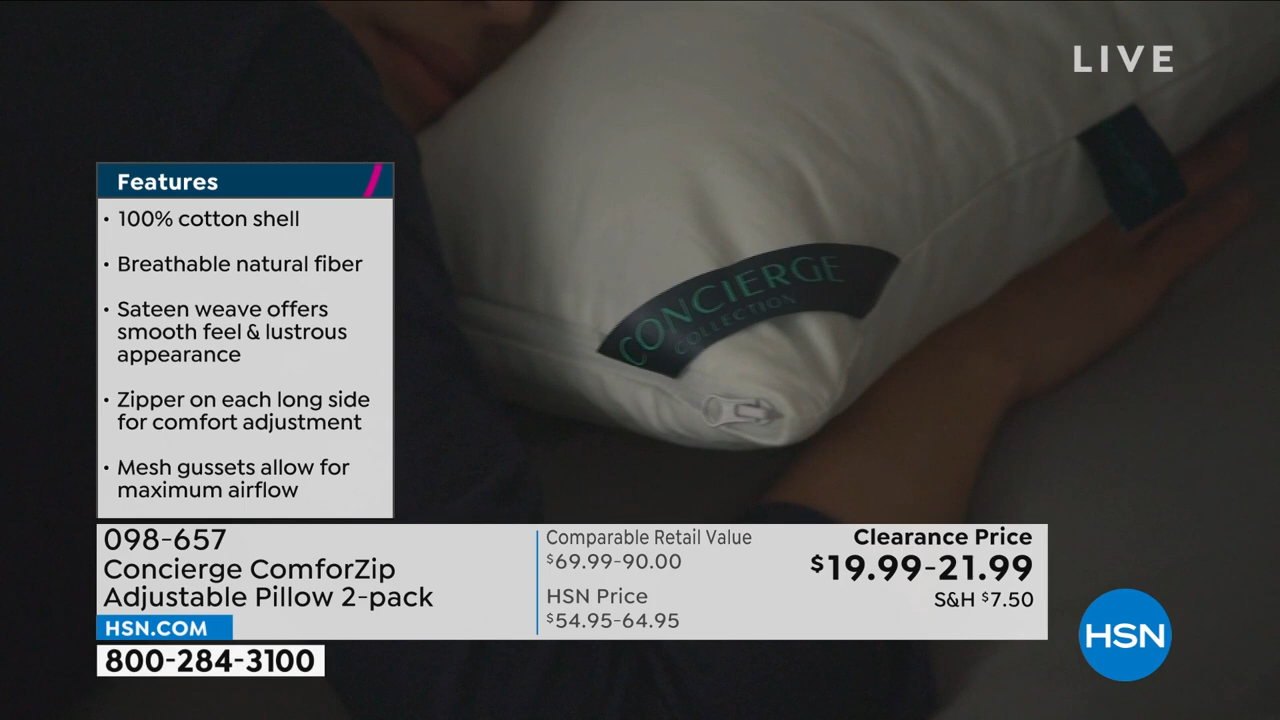 LIVE
Features
• 100% cotton shell
• Breathable natural fiber
• Sateen weave offers
smooth feel & lustrous
appearance
• Zipper on each long side
for comfort adjustment
• Mesh gussets allow for
maximum airflow
CONCIERGE
COLLECTION
098-657
Concierge ComforZip
Adjustable Pillow 2-pack
HSN.COM
800-284-3100
Comparable Retail Value
$69.99-90.00
HSN Price
$54.95-64.95
Clearance Price
$19.99-21.99
S&H $7.50
HSN